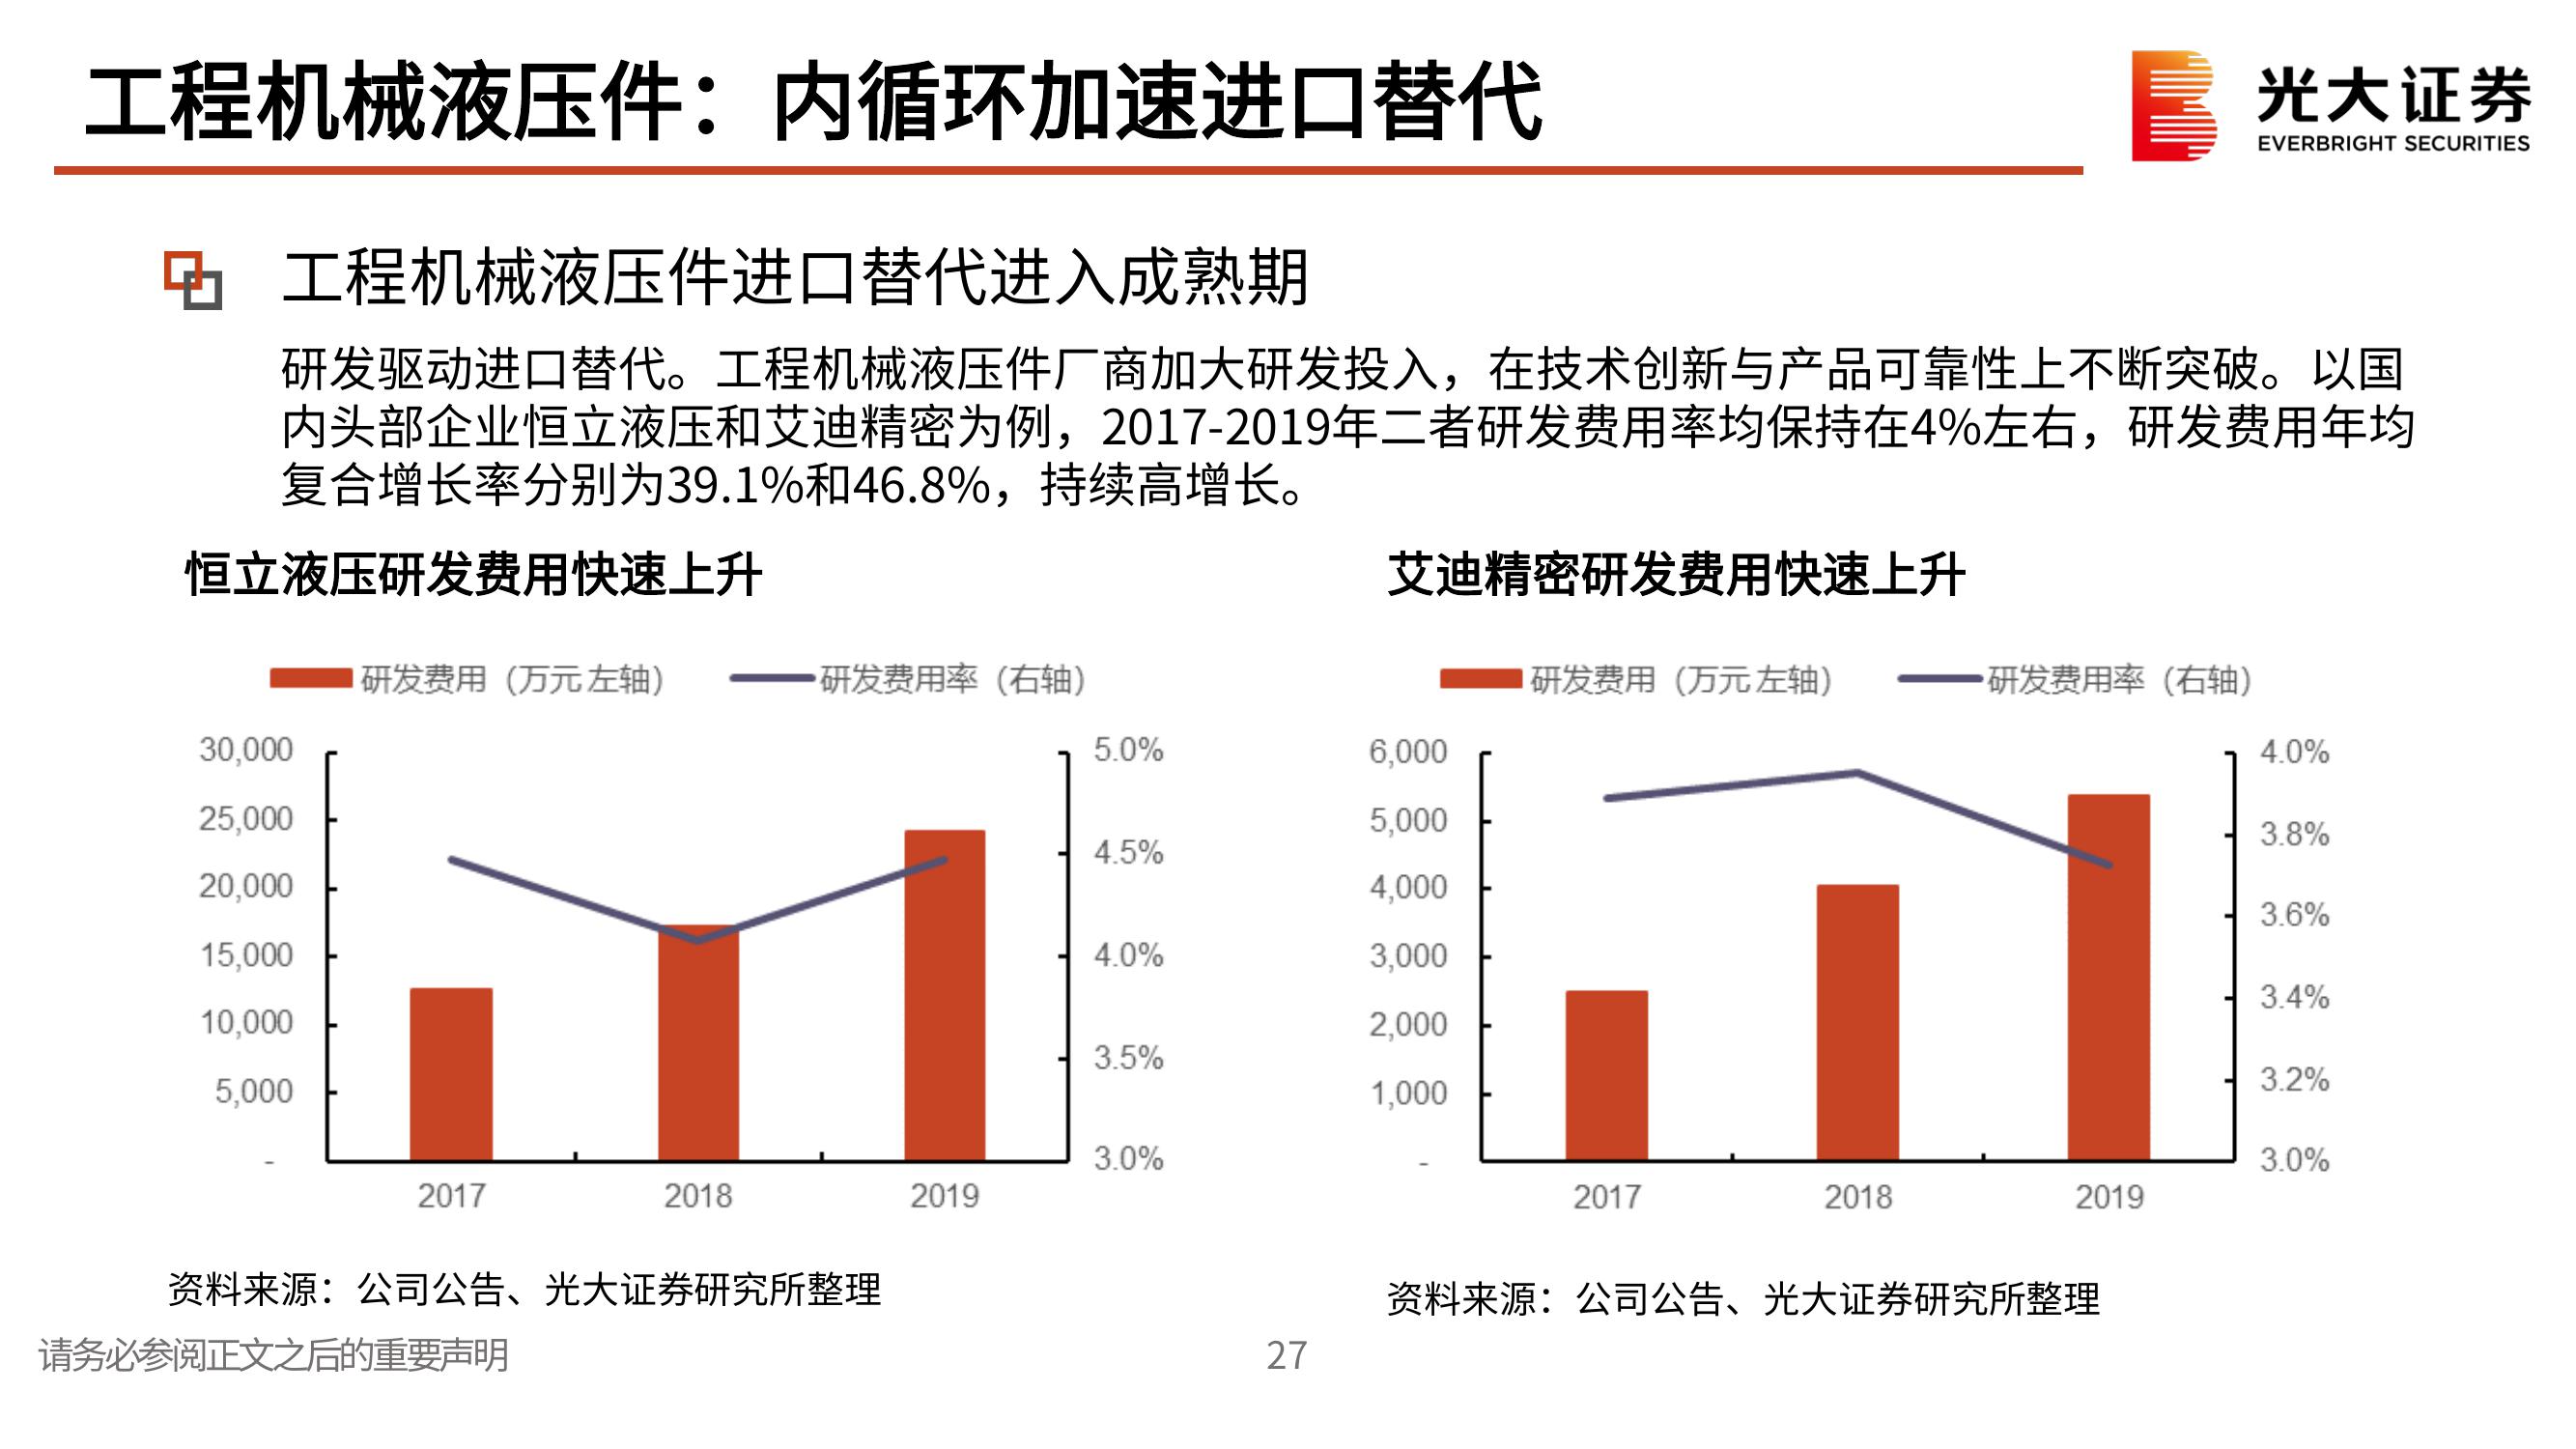 工程机械液压件：内循环加速进口替代
光大证券
EVERBRIGHT SECURITIES
工程机械液压件进口替代进入成熟期
研发驱动进口替代。工程机械液压件厂商加大研发投入，在技术创新与产品可靠性上不断突破。以国
内头部企业恒立液压和艾迪精密为例，2017-2019年二者研发费用率均保持在4%左右，研发费用年均
复合增长率分别为39.1%和46.8%，持续高增长。
恒立液压研发费用快速上升
研发费用（万元 左轴）
研发费用率（右轴）
30,000
25,000
20,000
15,000
10,000
5,000
-
5.0%
4.5%
4.0%
3.5%
3.0%
2017 2018 2019
资料来源：公司公告、光大证券研究所整理
艾迪精密研发费用快速上升
研发费用（万元 左轴）
研发费用率（右轴）
6,000
5,000
4,000
3,000
2,000
1,000
-
4.0%
3.8%
3.6%
3.4%
3.2%
3.0%
2017 2018 2019
资料来源：公司公告、光大证券研究所整理
请务必参阅正文之后的重要声明
27